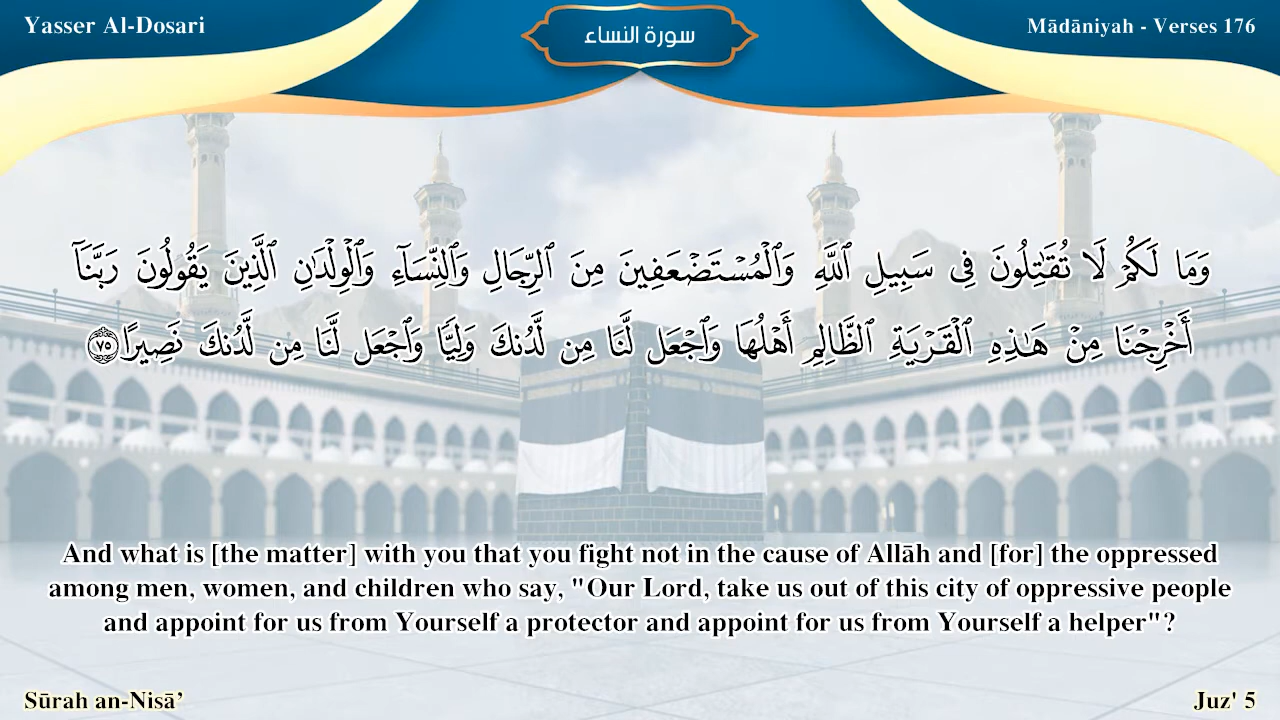 Yasser Al-Dosari
سورة النساء
Mādāniyah - Verses 176
وَمَا لَكُمْ لَا تُقَٰتِلُونَ فِى سَبِيلِ ٱللَّهِ وَٱلْمُسْتَضْعَفِينَ مِنَ ٱلرِّجَالِ وَٱلنِّسَآءِ وَٱلْوِلْدَٰنِ ٱلَّذِينَ يَقُولُونَ رَبَّنَآ
أَخْرِجْنَا مِنْ هَٰذِهِ ٱلْقَرْيَةِ ٱلظَّالِمِ أَهْلُهَا وَٱجْعَل لَّنَا مِن لَّدُنكَ وَلِيًّا وَٱجْعَل لَّنَا مِن لَّدُنكَ نَصِيرًا ٧٥
And what is [the matter] with you that you fight not in the cause of Allāh and [for] the oppressed
among men, women, and children who say, "Our Lord, take us out of this city of oppressive people
and appoint for us from Yourself a protector and appoint for us from Yourself a helper"?
Sūrah an-Nisā’
Juz' 5